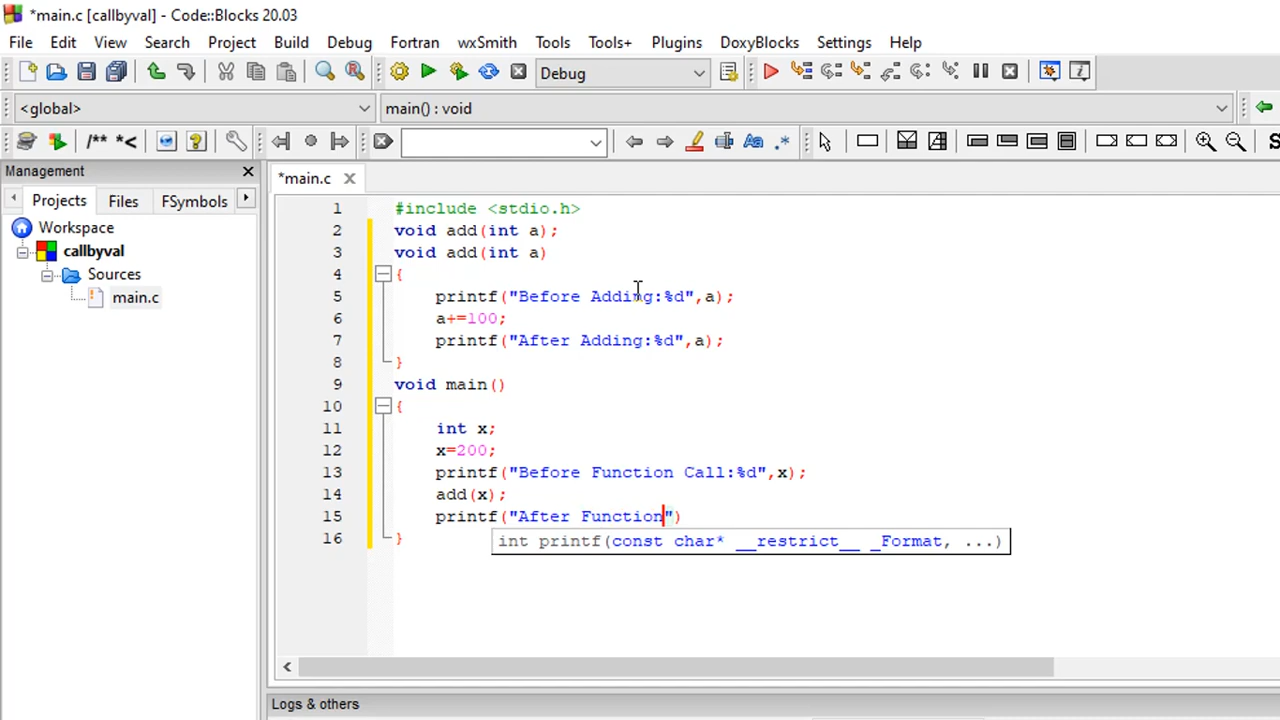 *main.c [callbyval] - Code::Blocks 20.03
File Edit View Search Project Build Debug Fortran wxSmith Tools Tools+ Plugins DoxyBlocks Settings Help
Debug
<global> main() : void
/** *<
Management
*main.c
Projects Files FSymbols
Workspace
callbyval
Sources
main.c
1 #include <stdio.h>
2 void add(int a);
3 void add(int a)
4 {
5 printf("Before Adding:%d",a);
6 a+=100;
7 printf("After Adding:%d",a);
8 }
9 void main()
10 {
11 int x;
12 x=200;
13 printf("Before Function Call:%d",x);
14 add(x);
15 printf("After Function")
16 }
int printf(const char* __restrict__ _Format, ...)
Logs & others